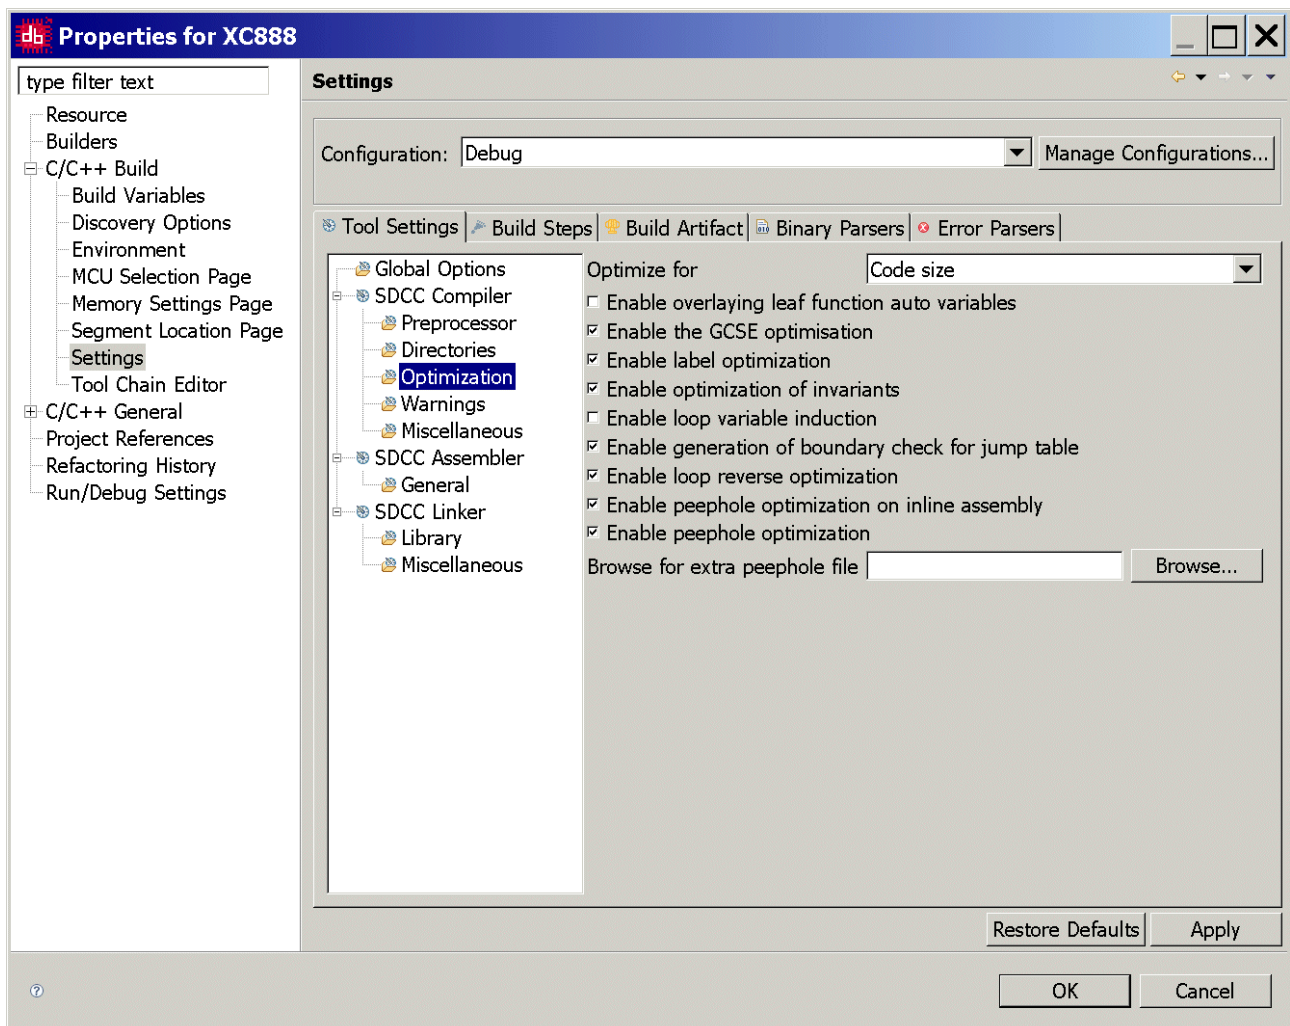 db Properties for XC888
type filter text
Resource
Builders
C/C++ Build
Build Variables
Discovery Options
Environment
MCU Selection Page
Memory Settings Page
Segment Location Page
Settings
Tool Chain Editor
C/C++ General
Project References
Refactoring History
Run/Debug Settings
Settings
Configuration: Debug Manage Configurations...
Tool Settings Build Steps Build Artifact Binary Parsers Error Parsers
Global Options
SDCC Compiler
Preprocessor
Directories
Optimization
Warnings
Miscellaneous
SDCC Assembler
General
SDCC Linker
Library
Miscellaneous
Optimize for Code size
Enable overlaying leaf function auto variables
Enable the GCSE optimisation
Enable label optimization
Enable optimization of invariants
Enable loop variable induction
Enable generation of boundary check for jump table
Enable loop reverse optimization
Enable peephole optimization on inline assembly
Enable peephole optimization
Browse for extra peephole file Browse...
Restore Defaults Apply
? OK Cancel